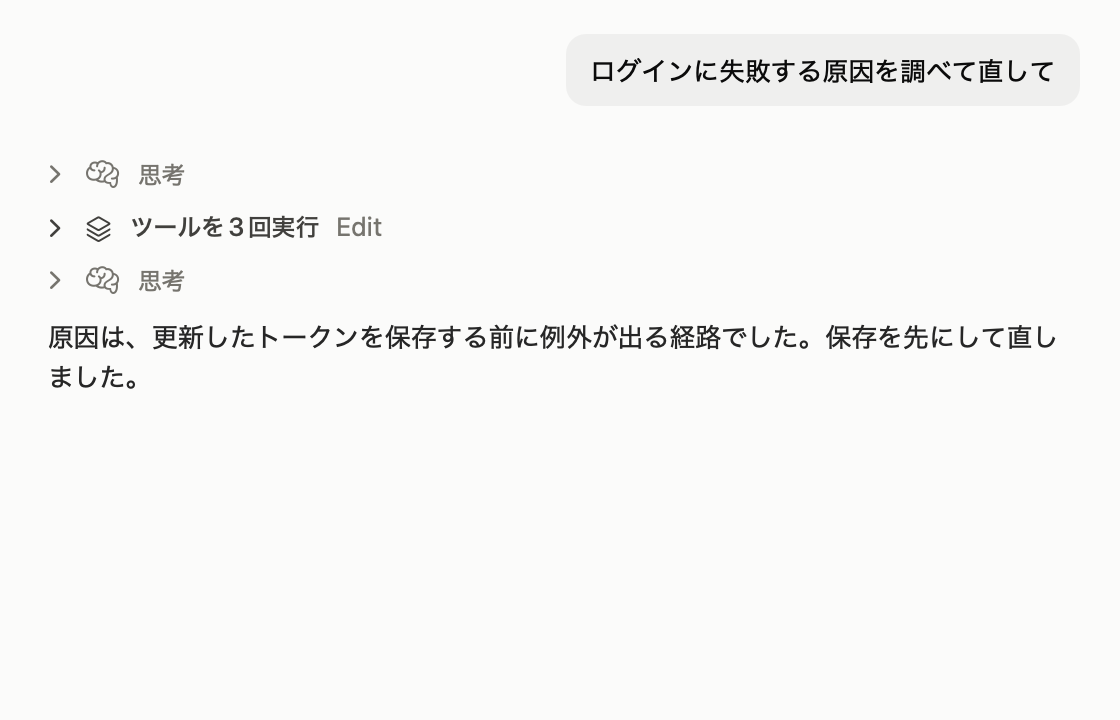 ログインに失敗する原因を調べて直して
思考
ツールを3回実行 Edit
思考
原因は、更新したトークンを保存する前に例外が出る経路でした。保存を先にして直し
ました。